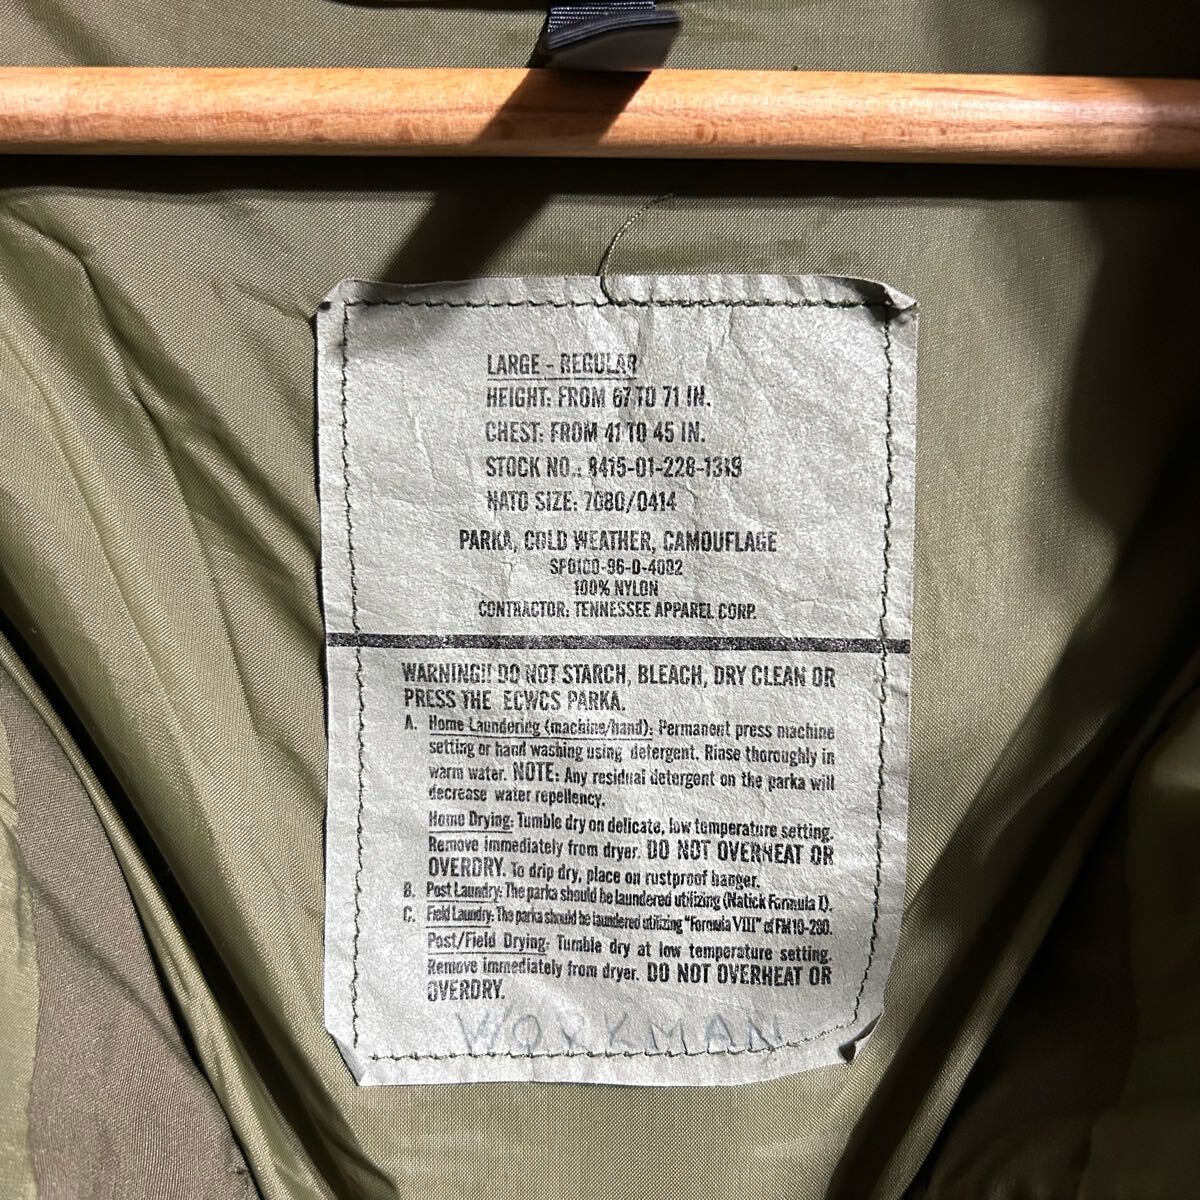 LARGE - REGULAR
HEIGHT: FROM 67 TO 71 IN.
CHEST: FROM 41 TO 45 IN.
STOCK NO.: 8415-01-228-1319
NATO SIZE: 7080/0414
PARKA, COLD WEATHER, CAMOUFLAGE
SP0100-96-D-4002
100% NYLON
CONTRACTOR: TENNESSEE APPAREL CORP.
WARNING!! DO NOT STARCH, BLEACH, DRY CLEAN OR
PRESS THE ECWCS PARKA.
A. Home Laundering (machine/hand): Permanent press machine
setting or hand washing using detergent. Rinse thoroughly in
warm water. NOTE: Any residual detergent on the parka will
decrease water repellency.
Home Drying: Tumble dry on delicate, low temperature setting.
Remove immediately from dryer. DO NOT OVERHEAT OR
OVERDRY. To drip dry, place on rustproof hanger.
B. Post Laundry: The parka should be laundered utilizing (Natick Formula I).
C. Field Laundry: The parka should be laundered utilizing "Formula VIII" of FM10-280.
Post/Field Drying: Tumble dry at low temperature setting.
Remove immediately from dryer. DO NOT OVERHEAT OR
OVERDRY.
WORKMAN